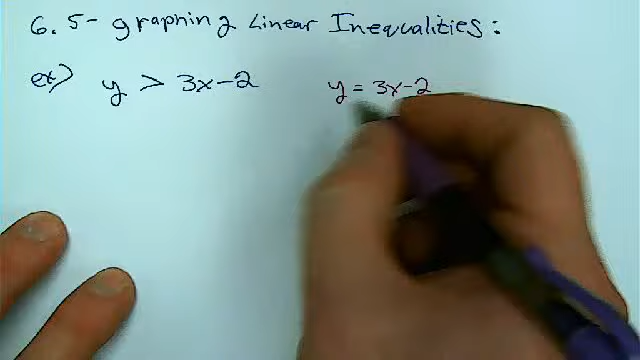 6.5- graphing Linear Inequalities:
ex) y > 3x-2 y = 3x-2